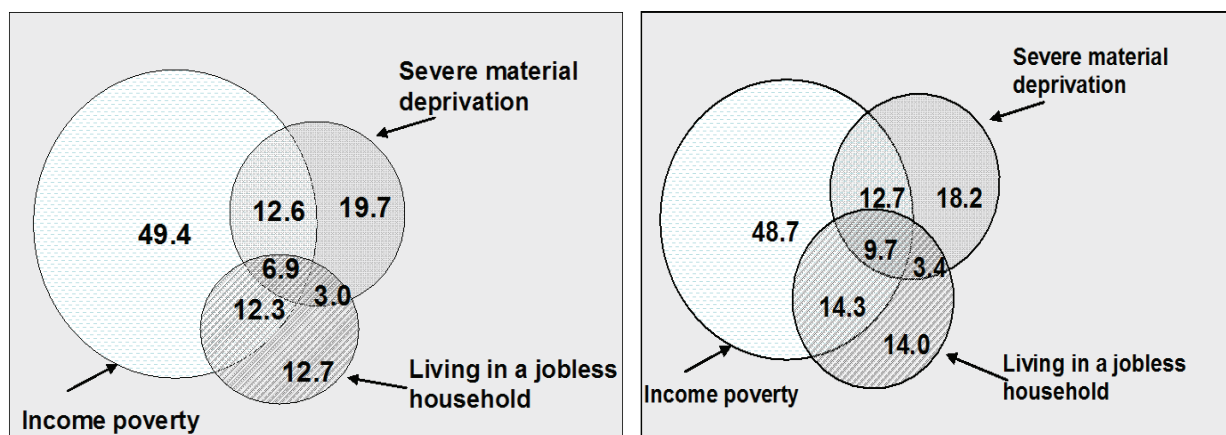 Severe material
deprivation
12.6
19.7
49.4
6.9
3.0
12.3
12.7
Living in a jobless
household
Income poverty
Severe material
deprivation
12.7
18.2
48.7
9.7
3.4
14.3
14.0
Living in a jobless
household
Income poverty